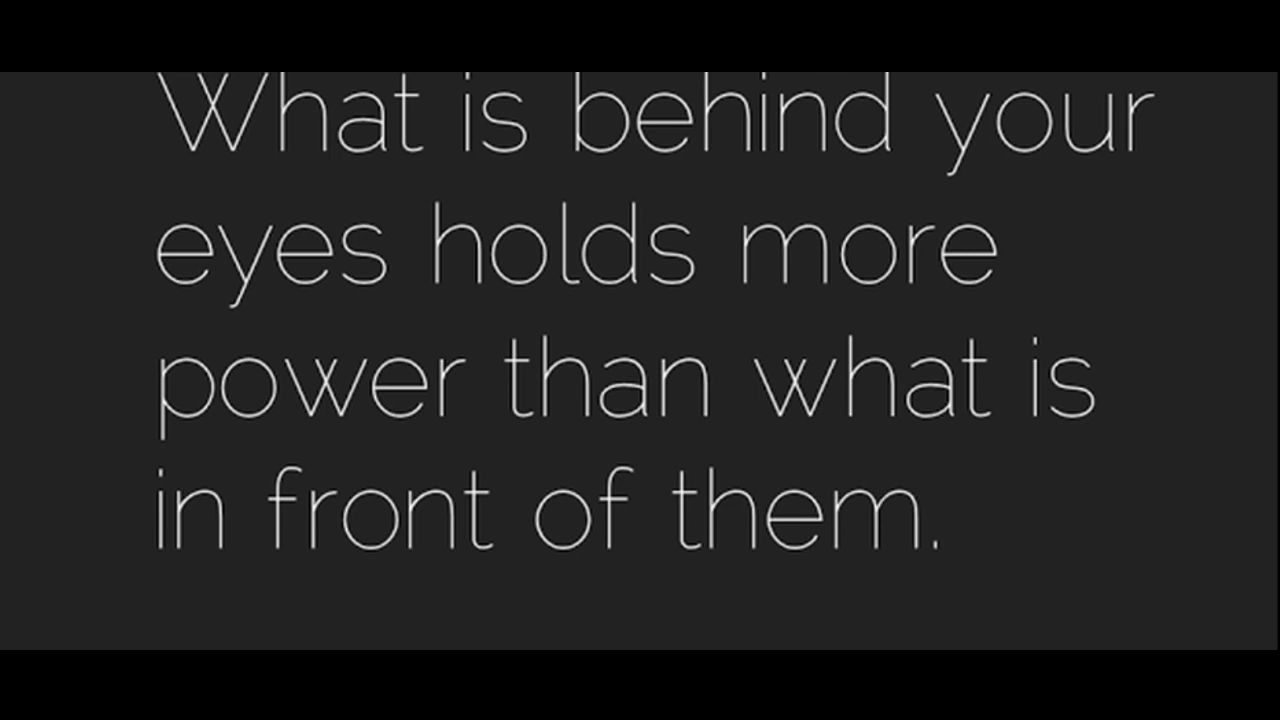 What is behind your
eyes holds more
power than what is
in front of them.